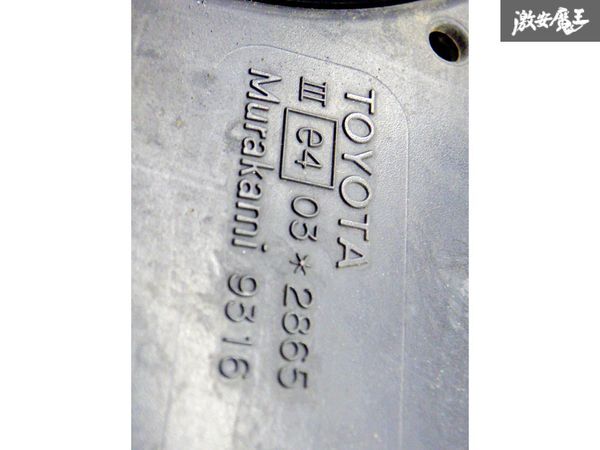 激安魔王
TOYOTA
III e4 03*2865
Murakami 9316